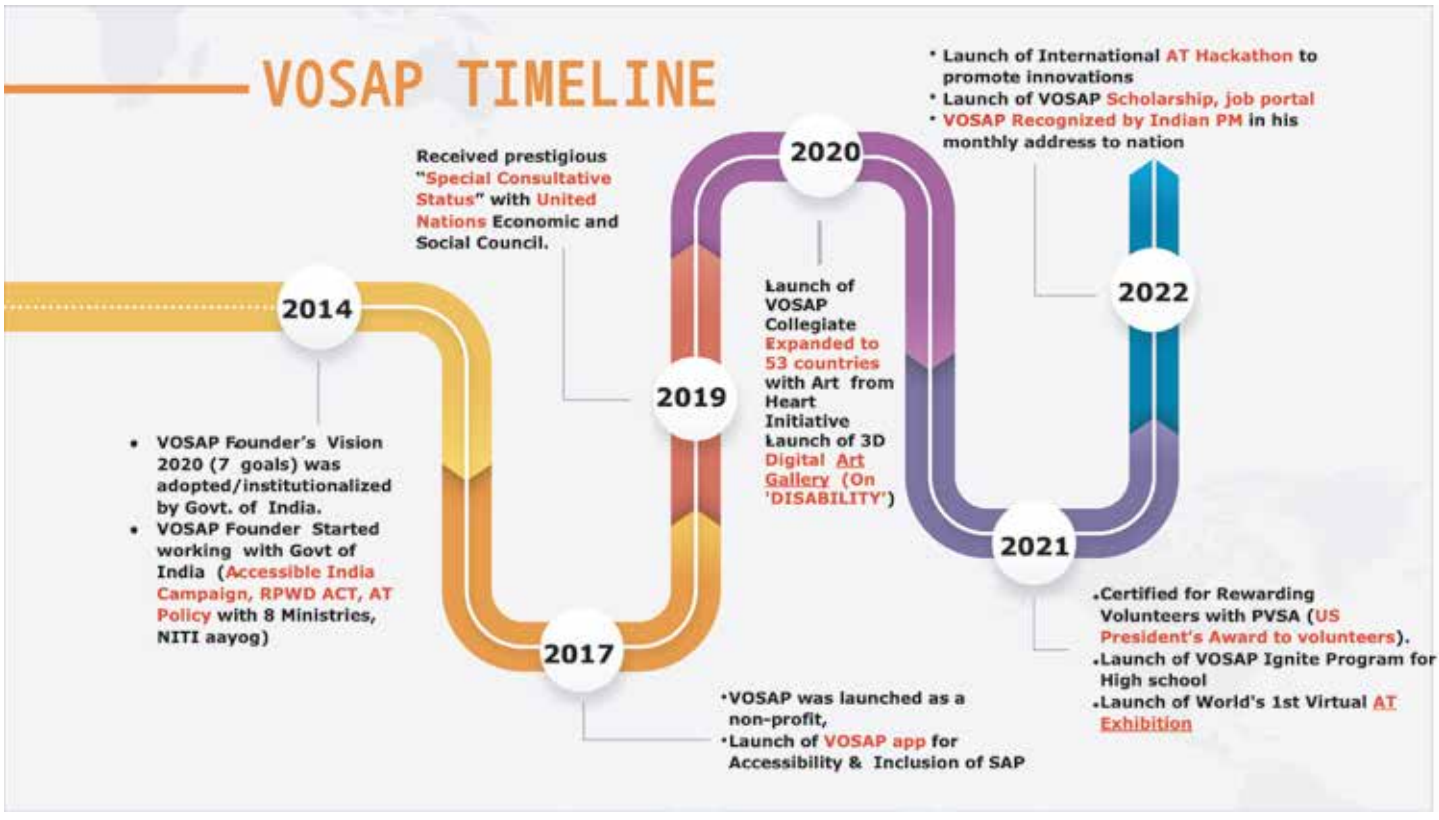 VOSAP TIMELINE
2014
• VOSAP Founder's Vision
2020 (7 goals) was
adopted/institutionalized
by Govt. of India.
• VOSAP Founder Started
working with Govt of
India (Accessible India
Campaign, RPWD ACT, AT
Policy with 8 Ministries,
NITI aayog)
2017
•VOSAP was launched as a
non-profit,
•Launch of VOSAP app for
Accessibility & Inclusion of SAP
Received prestigious
"Special Consultative
Status" with United
Nations Economic and
Social Council.
2019
2020
Launch of
VOSAP
Collegiate
Expanded to
53 countries
with Art from
Heart
Initiative
Launch of 3D
Digital Art
Gallery (On
'DISABILITY')
2021
•Certified for Rewarding
Volunteers with PVSA (US
President's Award to volunteers).
•Launch of VOSAP Ignite Program for
High school
•Launch of World's 1st Virtual AT
Exhibition
• Launch of International AT Hackathon to
promote innovations
• Launch of VOSAP Scholarship, job portal
• VOSAP Recognized by Indian PM in his
monthly address to nation
2022